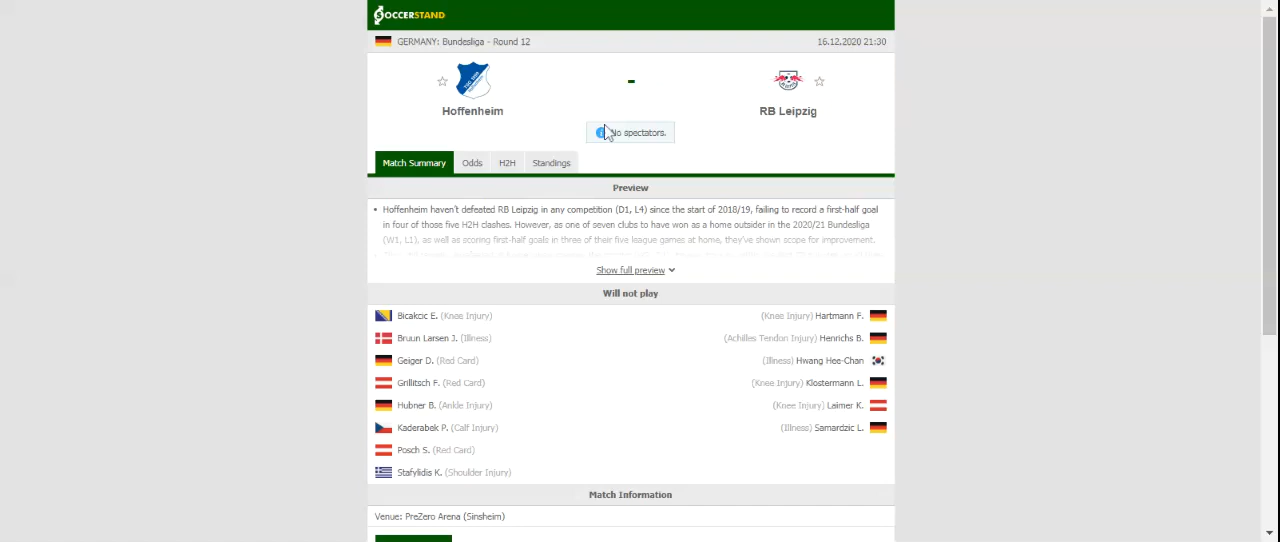 SOCCERSTAND
GERMANY: Bundesliga - Round 12 16.12.2020 21:30
-
Hoffenheim RB Leipzig
No spectators.
Match Summary Odds H2H Standings
Preview
• Hoffenheim haven't defeated RB Leipzig in any competition (D1, L4) since the start of 2018/19, failing to record a first-half goal
in four of those five H2H clashes. However, as one of seven clubs to have won as a home outsider in the 2020/21 Bundesliga
(W1, L1), as well as scoring first-half goals in three of their five league games at home, they've shown scope for improvement.
Show full preview
Will not play
Bicakcic E. (Knee Injury) (Knee Injury) Hartmann F.
Bruun Larsen J. (Illness) (Achilles Tendon Injury) Henrichs B.
Geiger D. (Red Card) (Illness) Hwang Hee-Chan
Grillitsch F. (Red Card) (Knee Injury) Klostermann L.
Hubner B. (Ankle Injury) (Knee Injury) Laimer K.
Kaderabek P. (Calf Injury) (Illness) Samardzic L.
Posch S. (Red Card)
Stafylidis K. (Shoulder Injury)
Match Information
Venue: PreZero Arena (Sinsheim)